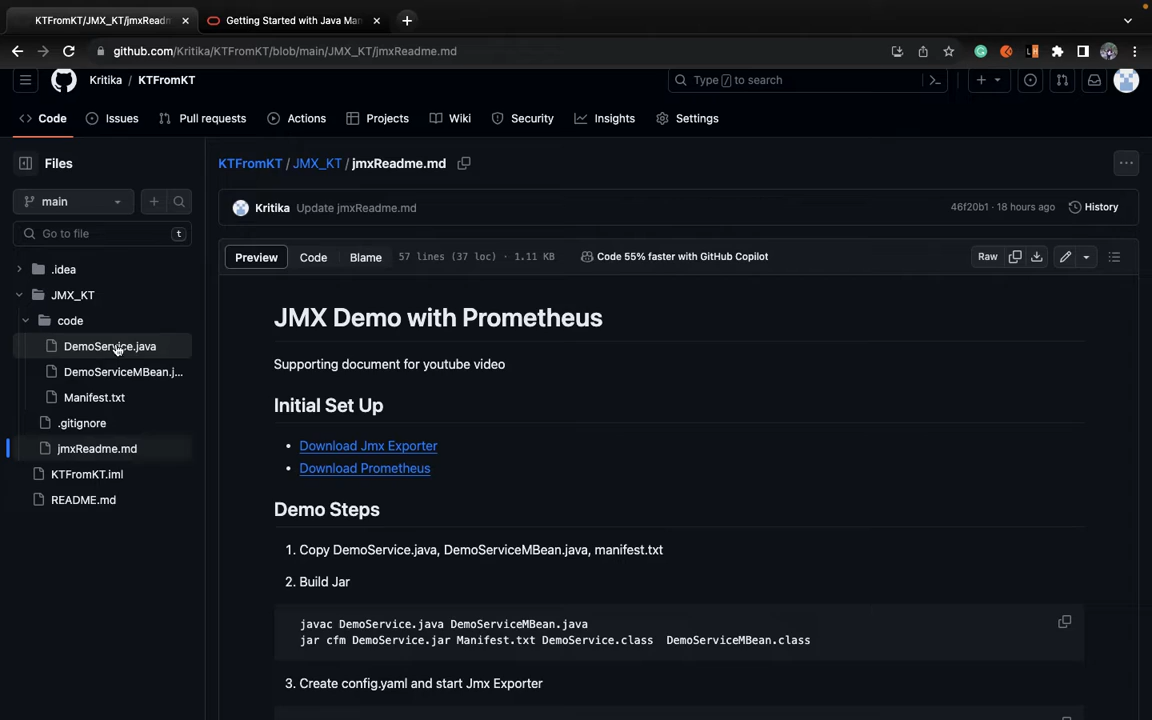 KTFromKT/JMX_KT/jmxReadm
Getting Started with Java Man
github.com/Kritika/KTFromKT/blob/main/JMX_KT/jmxReadme.md
Kritika / KTFromKT
Type / to search
Code
Issues
Pull requests
Actions
Projects
Wiki
Security
Insights
Settings
Files
main
Go to file
t
.idea
JMX_KT
code
DemoService.java
DemoServiceMBean.j...
Manifest.txt
.gitignore
jmxReadme.md
KTFromKT.iml
README.md
KTFromKT / JMX_KT / jmxReadme.md
Kritika Update jmxReadme.md
46f20b1 · 18 hours ago
History
Preview
Code
Blame
57 lines (37 loc) · 1.11 KB
Code 55% faster with GitHub Copilot
Raw
JMX Demo with Prometheus
Supporting document for youtube video
Initial Set Up
• Download Jmx Exporter
• Download Prometheus
Demo Steps
1. Copy DemoService.java, DemoServiceMBean.java, manifest.txt
2. Build Jar
javac DemoService.java DemoServiceMBean.java
jar cfm DemoService.jar Manifest.txt DemoService.class  DemoServiceMBean.class
3. Create config.yaml and start Jmx Exporter